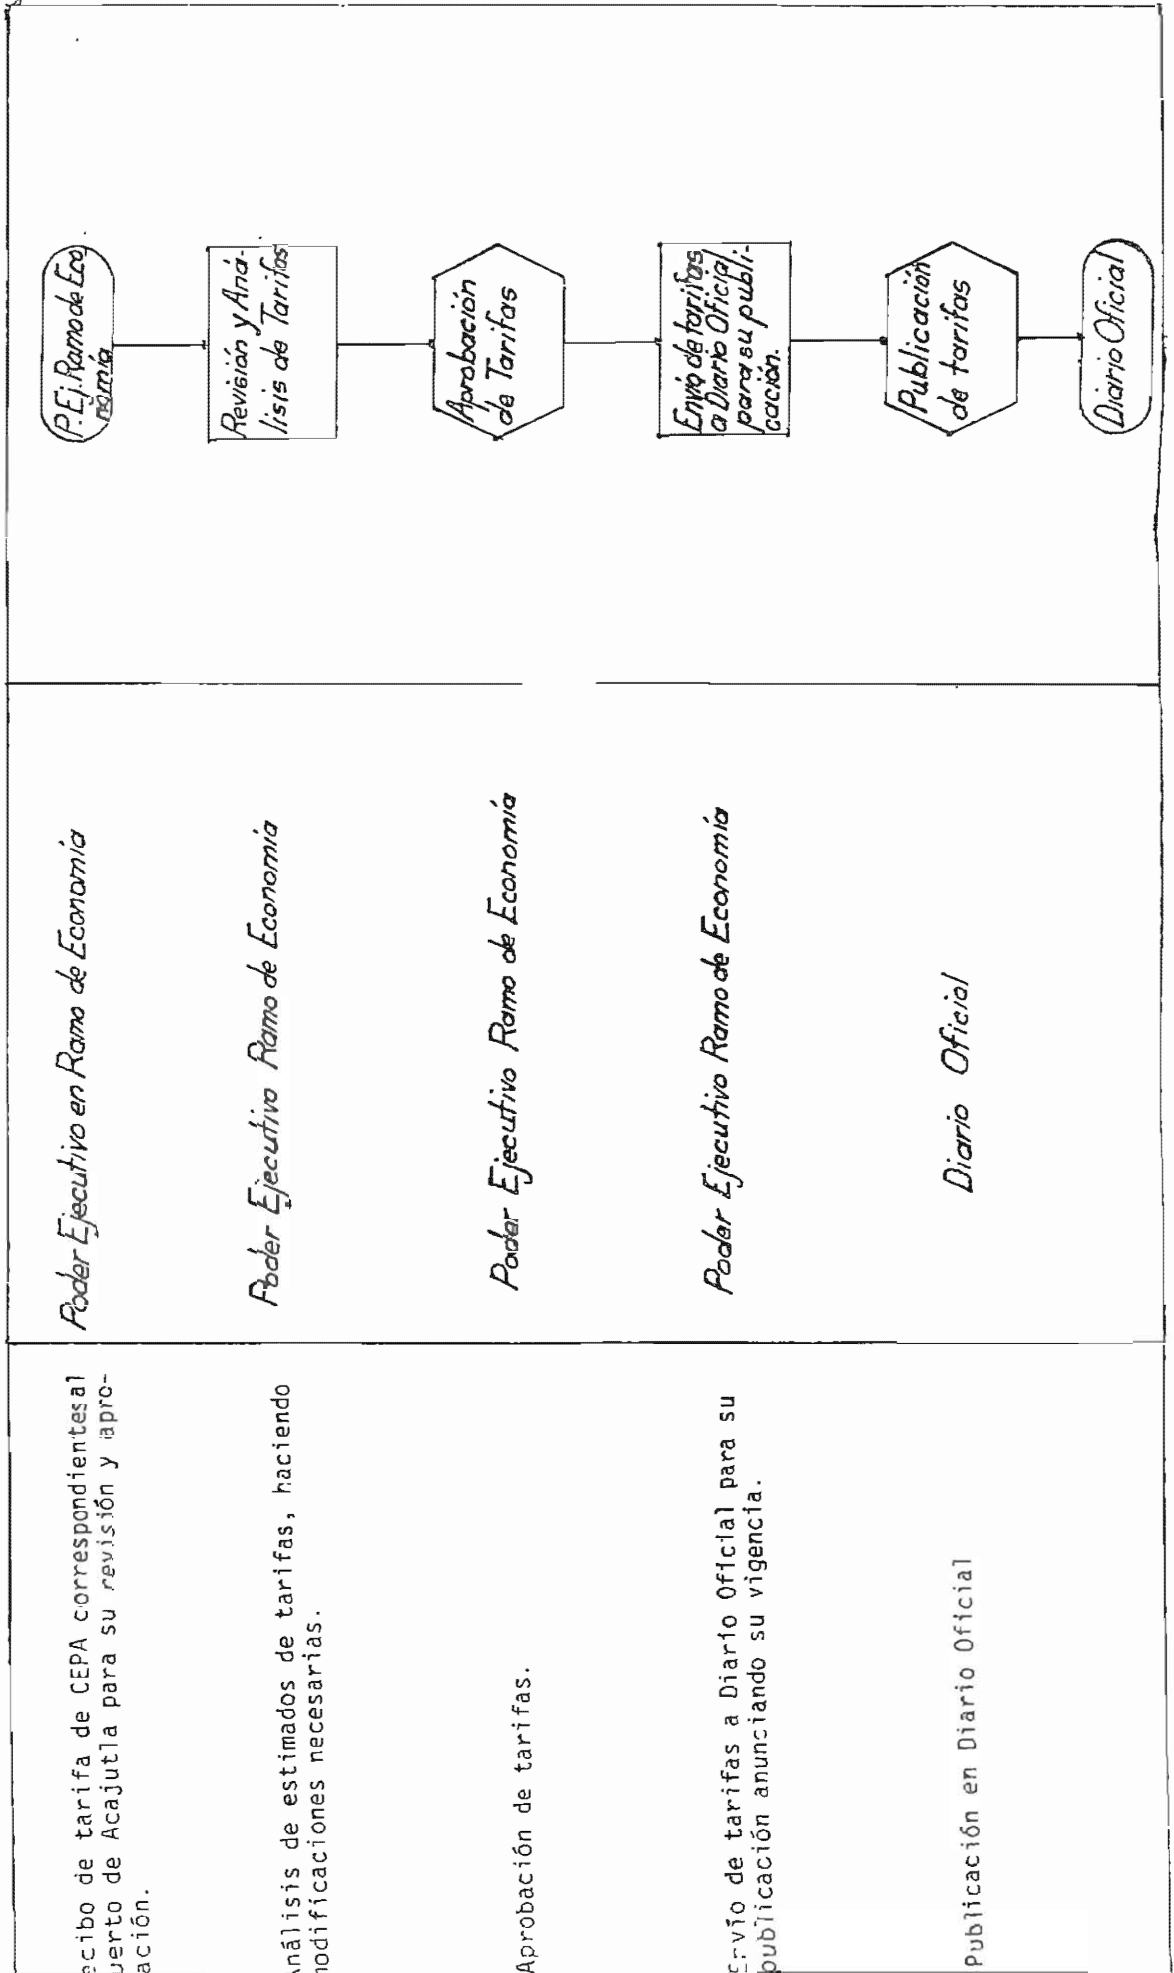 ecibo de tarifa de CEPA correspondientes al
uerto de Acajutla para su revisión y apro-
ación.
Poder Ejecutivo en Ramo de Economía
P. Ej. Ramo de Eco
nomía
nálisis de estimados de tarifas, haciendo
modificaciones necesarias.
Poder Ejecutivo Ramo de Economía
Revisión y Aná-
lisis de Tarifas
Aprobación de tarifas.
Poder Ejecutivo Ramo de Economía
Aprobación
de Tarifas
Envío de tarifas a Diario Oficial para su
publicación anunciando su vigencia.
Poder Ejecutivo Ramo de Economía
Envío de tarifas
a Diario Oficial
para su publi-
cación.
Publicación en Diario Oficial
Diario Oficial
Publicación
de tarifas
Diario Oficial